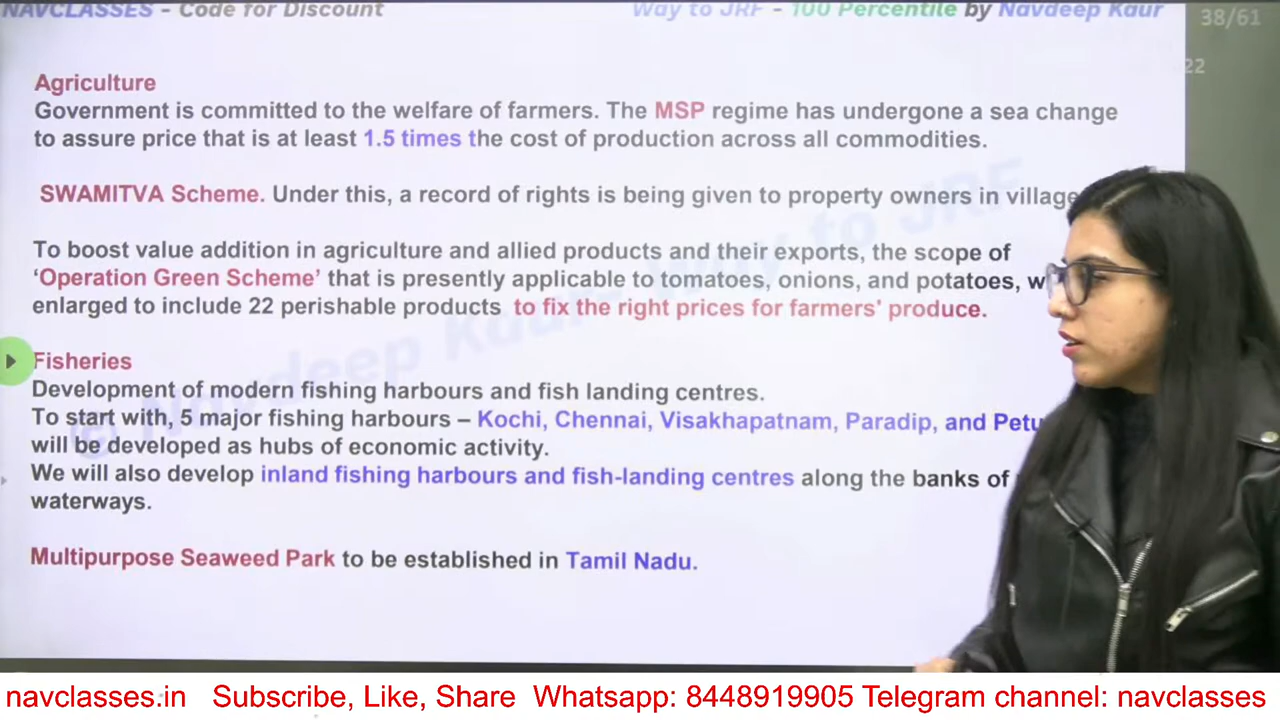 NAVCLASSES - Code for Discount Way to JRF - 100 Percentile by Navdeep Kaur
38/61
22
Agriculture
Government is committed to the welfare of farmers. The MSP regime has undergone a sea change
to assure price that is at least 1.5 times the cost of production across all commodities.
SWAMITVA Scheme. Under this, a record of rights is being given to property owners in village
To boost value addition in agriculture and allied products and their exports, the scope of
‘Operation Green Scheme’ that is presently applicable to tomatoes, onions, and potatoes, w
enlarged to include 22 perishable products to fix the right prices for farmers' produce.
Fisheries
Development of modern fishing harbours and fish landing centres.
To start with, 5 major fishing harbours – Kochi, Chennai, Visakhapatnam, Paradip, and Petu
will be developed as hubs of economic activity.
We will also develop inland fishing harbours and fish-landing centres along the banks of
waterways.
Multipurpose Seaweed Park to be established in Tamil Nadu.
© Navdeep Kaur - Way to JRF
navclasses.in Subscribe, Like, Share Whatsapp: 8448919905 Telegram channel: navclasses